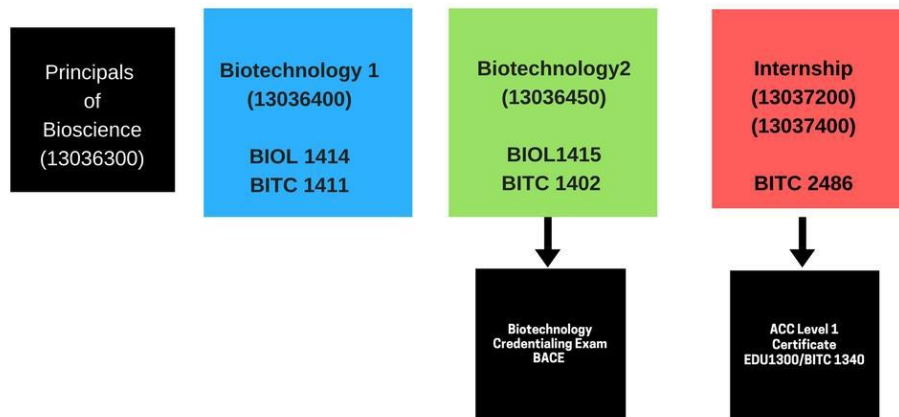 Principals
of
Bioscience
(13036300)
Biotechnology 1
(13036400)
BIOL 1414
BITC 1411
Biotechnology2
(13036450)
BIOL1415
BITC 1402
Internship
(13037200)
(13037400)
BITC 2486
Biotechnology
Credentialing Exam
BACE
ACC Level 1
Certificate
EDU1300/BITC 1340